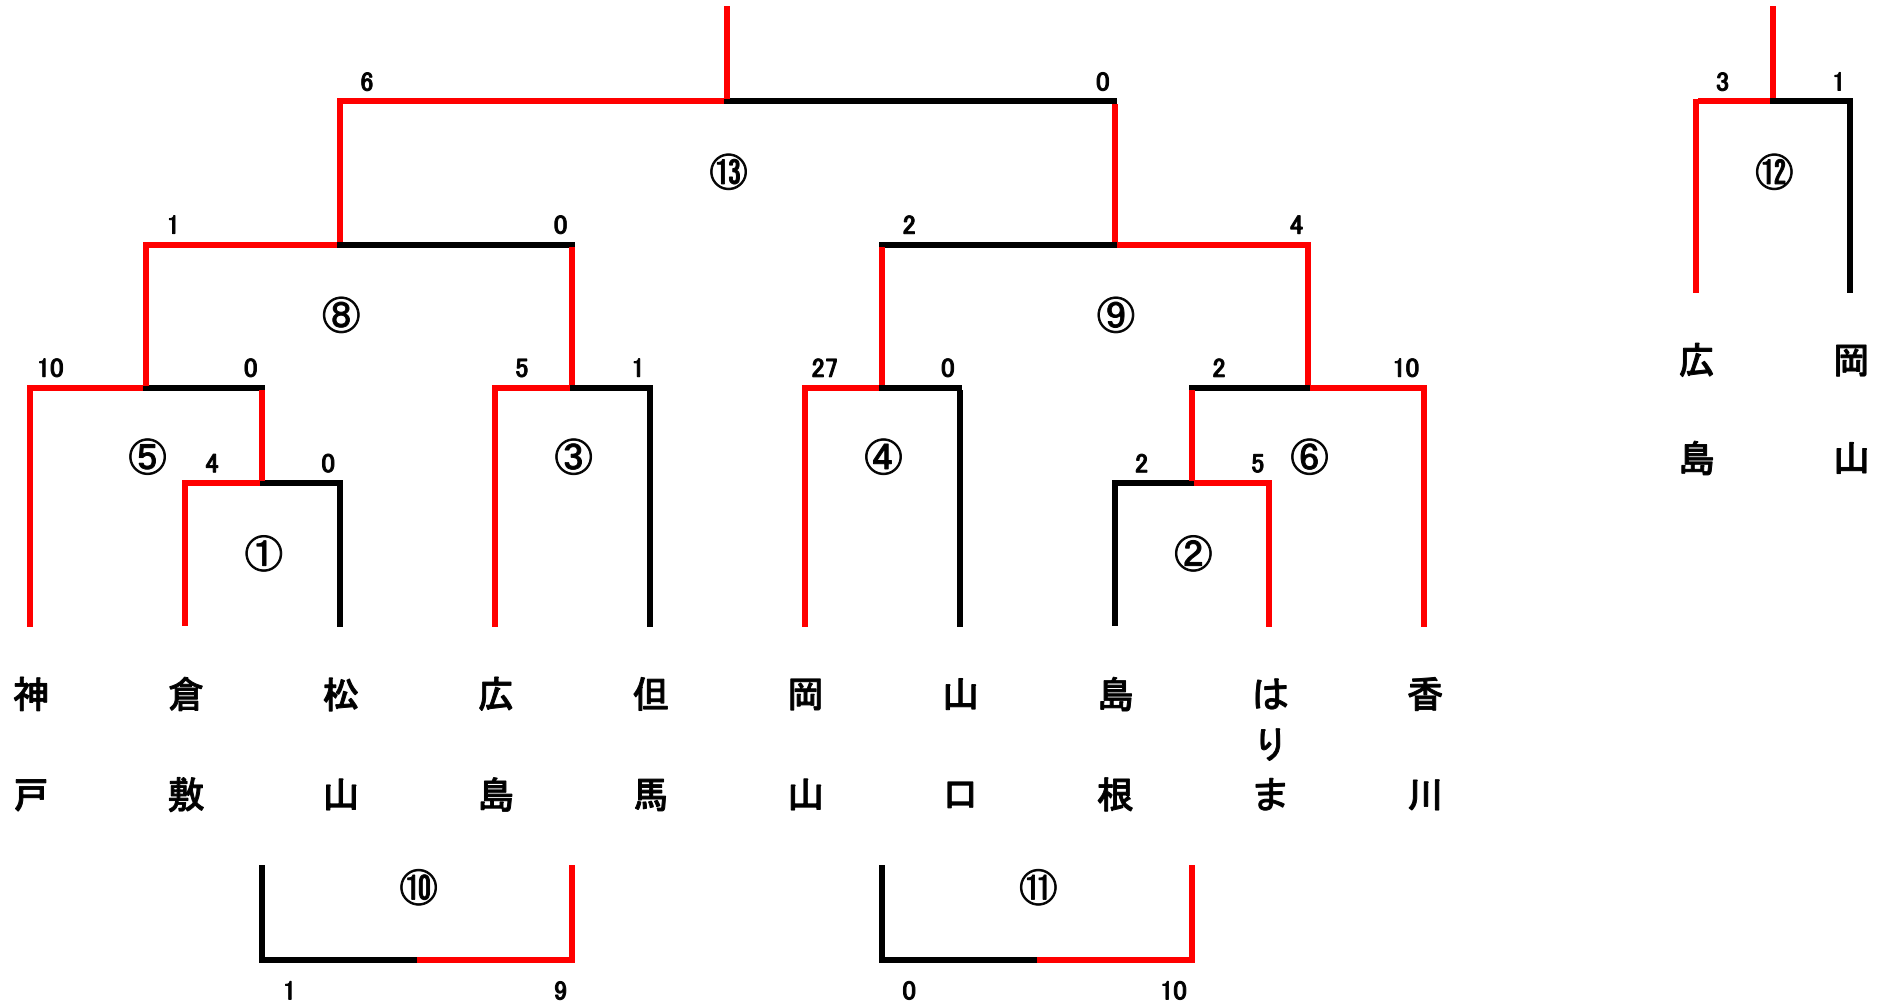 6 0 3 1
⑬ ⑫
1 0 2 4
⑧ ⑨
10 0 5 1 27 0 2 10
⑤ 4 0 ③ ④ 2 5 ⑥
① ②
広島
岡山
神戸
倉敷
松山
広島
但馬
岡山
山口
島根
はりま
香川
⑩ ⑪
1 9 0 10